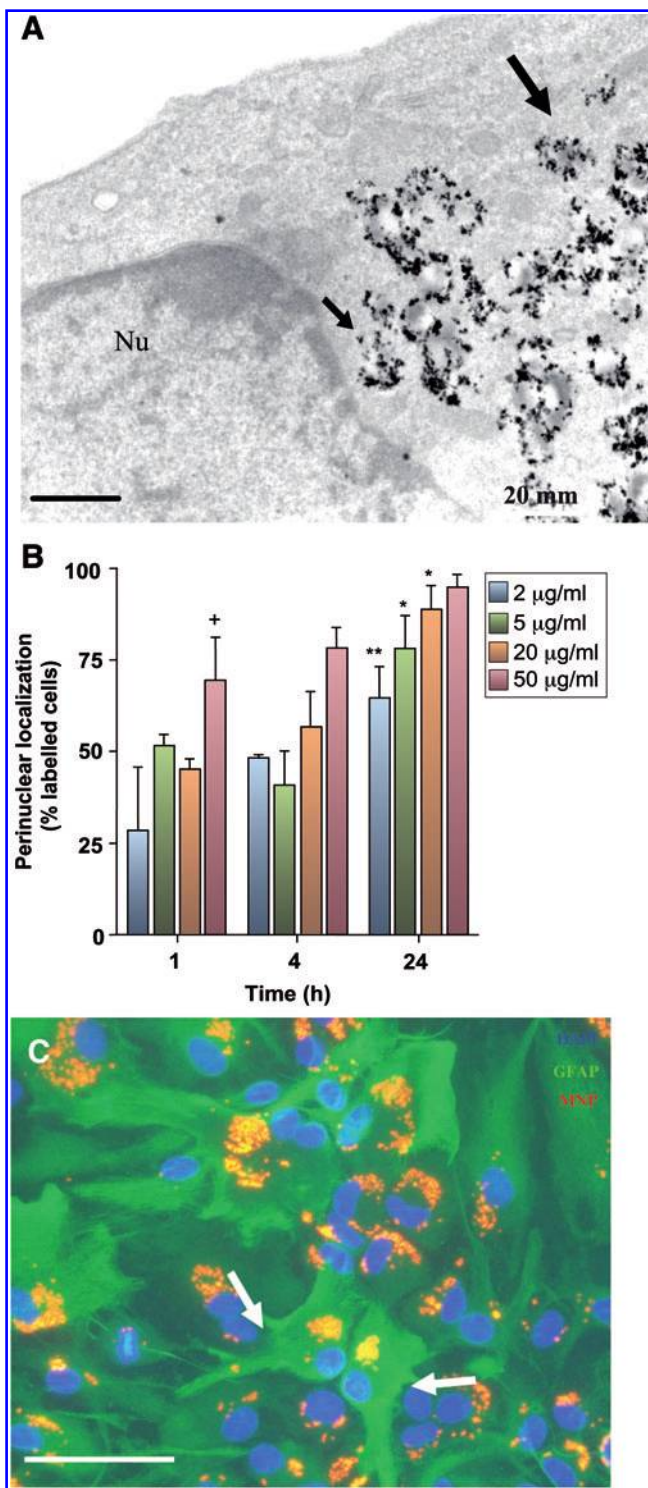 A
Nu
20 mm
B
Perinuclear localization
(% labelled cells)
100
75
50
25
0
+
**
*
*
2 µg/ml
5 µg/ml
20 µg/ml
50 µg/ml
1
4
24
Time (h)
C
DAPI
GFAP
MNP